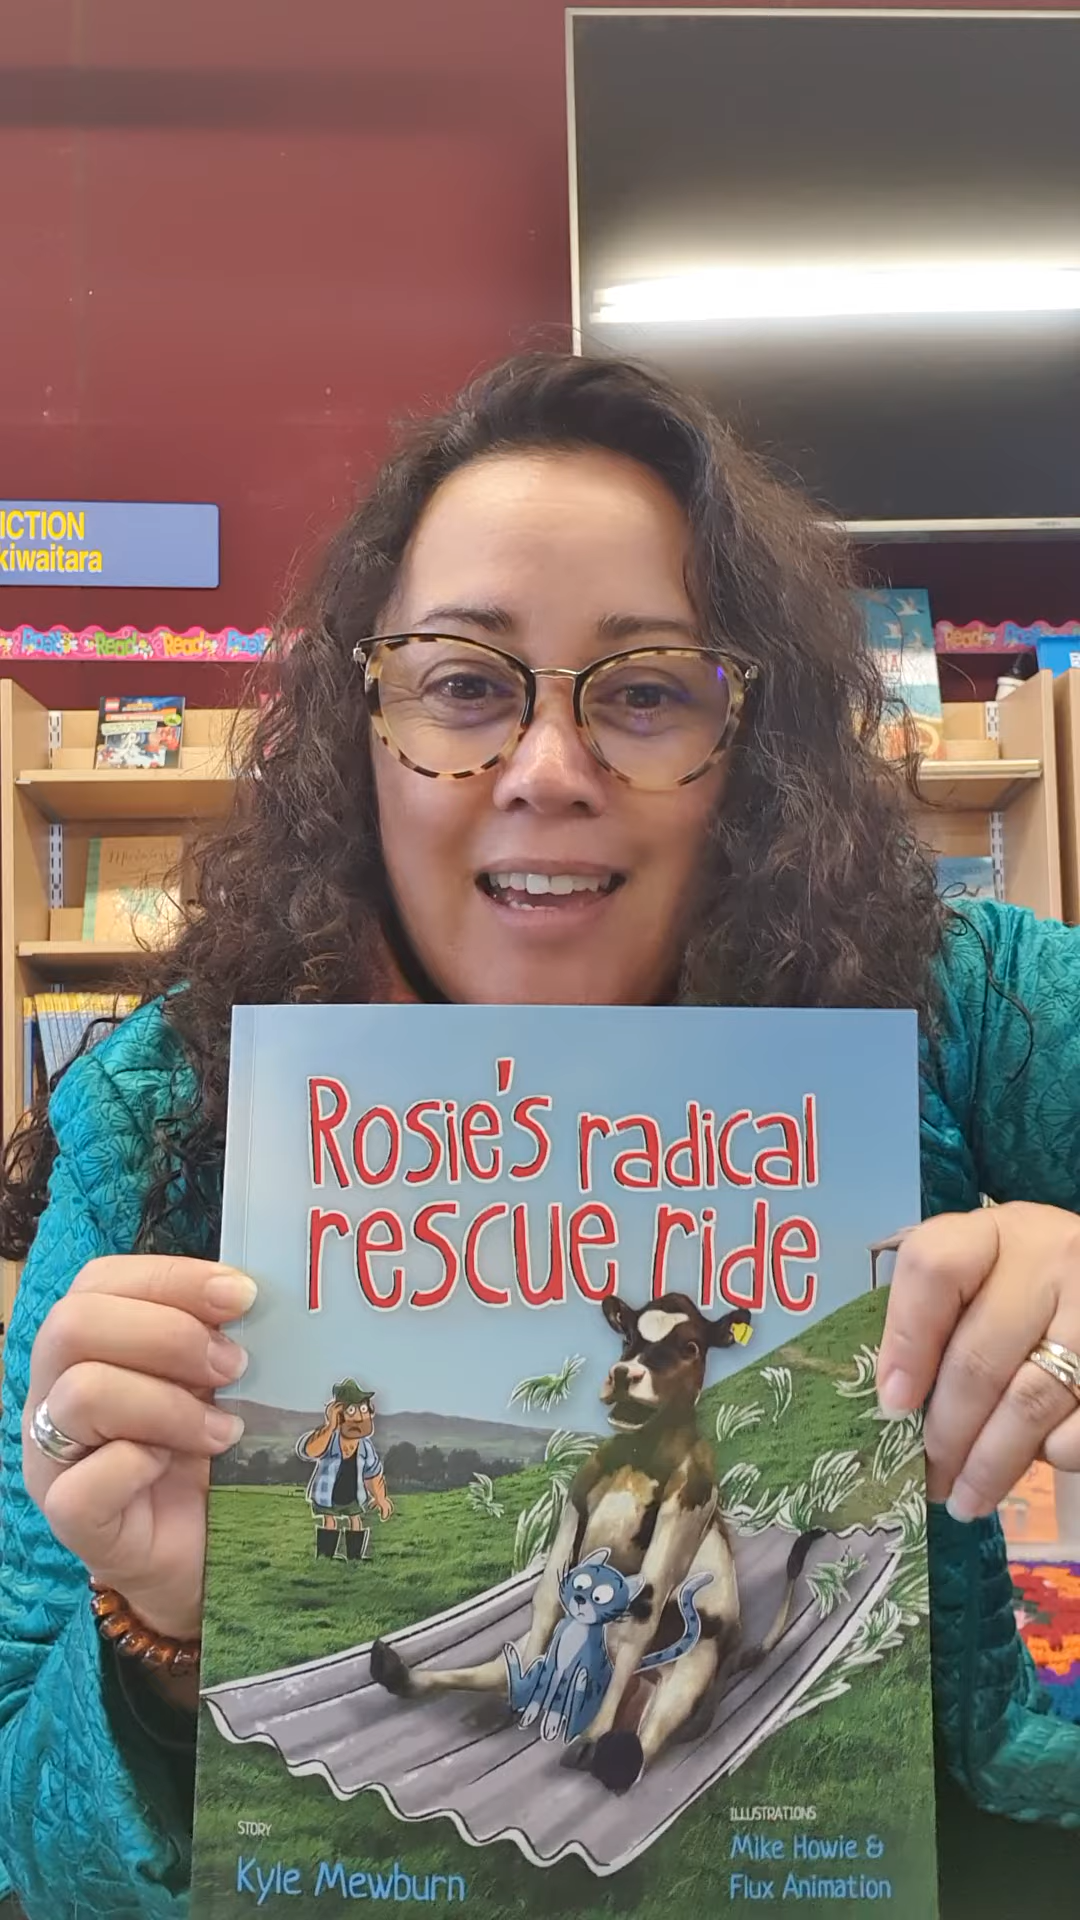 ICTION
kiwaitara
Read
Read
Read
Rosie's radical
rescue ride
STORY
Kyle Mewburn
ILLUSTRATIONS
Mike Howie &
Flux Animation